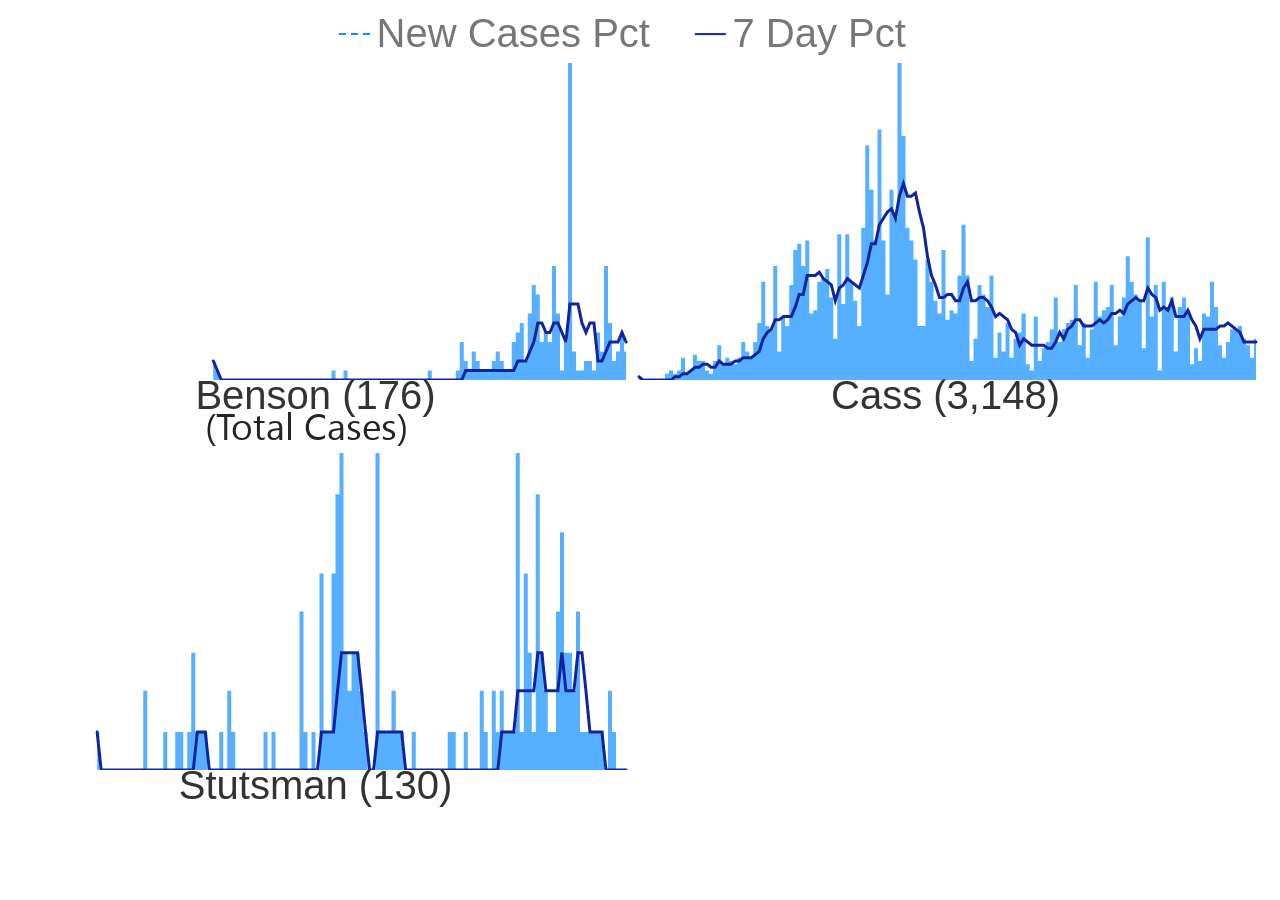 New Cases Pct 7 Day Pct
Benson (176)
(Total Cases)
Cass (3,148)
Stutsman (130)